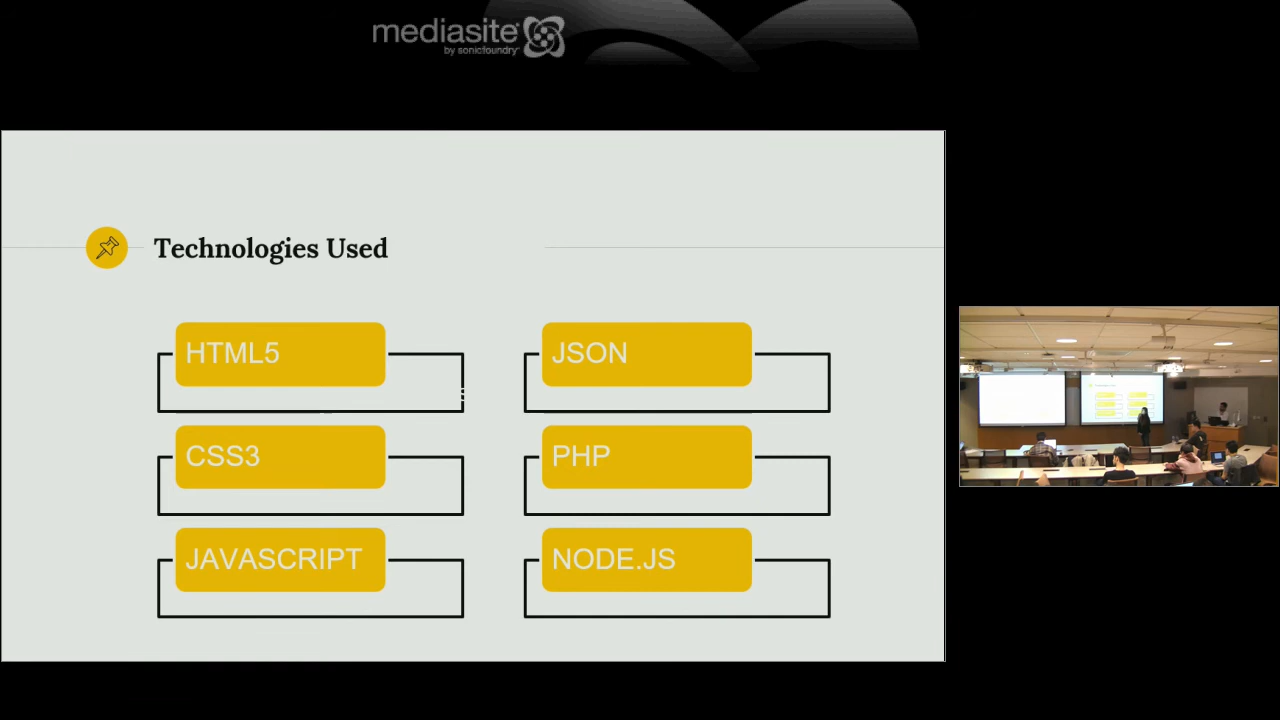 mediasite
by sonicfoundry
Technologies Used
HTML5
JSON
CSS3
PHP
JAVASCRIPT
NODE.JS